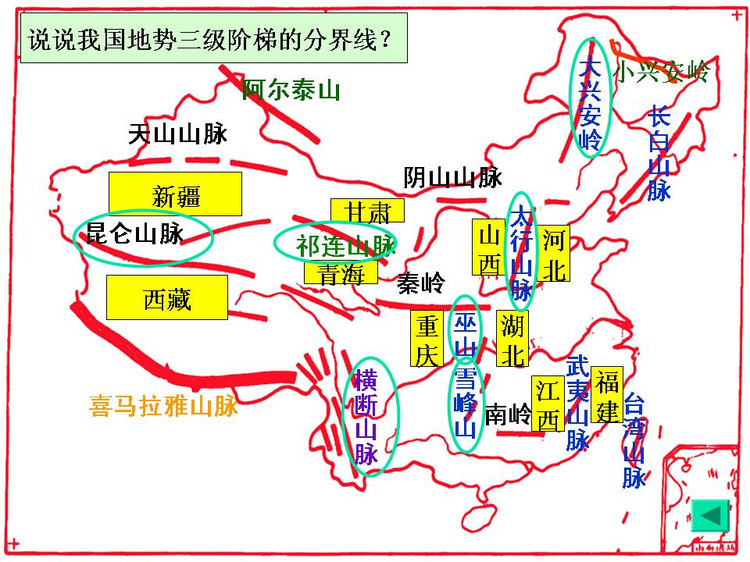 说说我国地势三级阶梯的分界线？
大兴安岭
小兴安岭
阿尔泰山
长白山脉
天山山脉
阴山山脉
新疆
甘肃
昆仑山脉
祁连山脉
山西
太行山脉
河北
青海
西藏
秦岭
重庆
巫山
湖北
喜马拉雅山脉
横断山脉
雪峰山
南岭
江西
武夷山脉
福建
台湾山脉